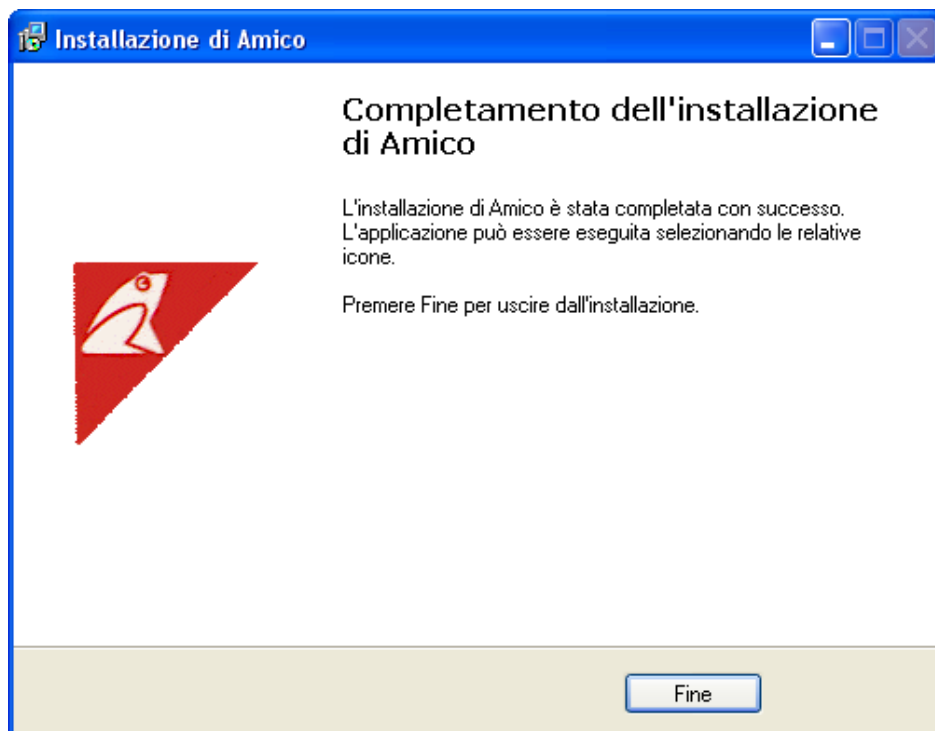 Installazione di Amico
Completamento dell'installazione
di Amico
L'installazione di Amico è stata completata con successo.
L'applicazione può essere eseguita selezionando le relative
icone.
Premere Fine per uscire dall'installazione.
Fine